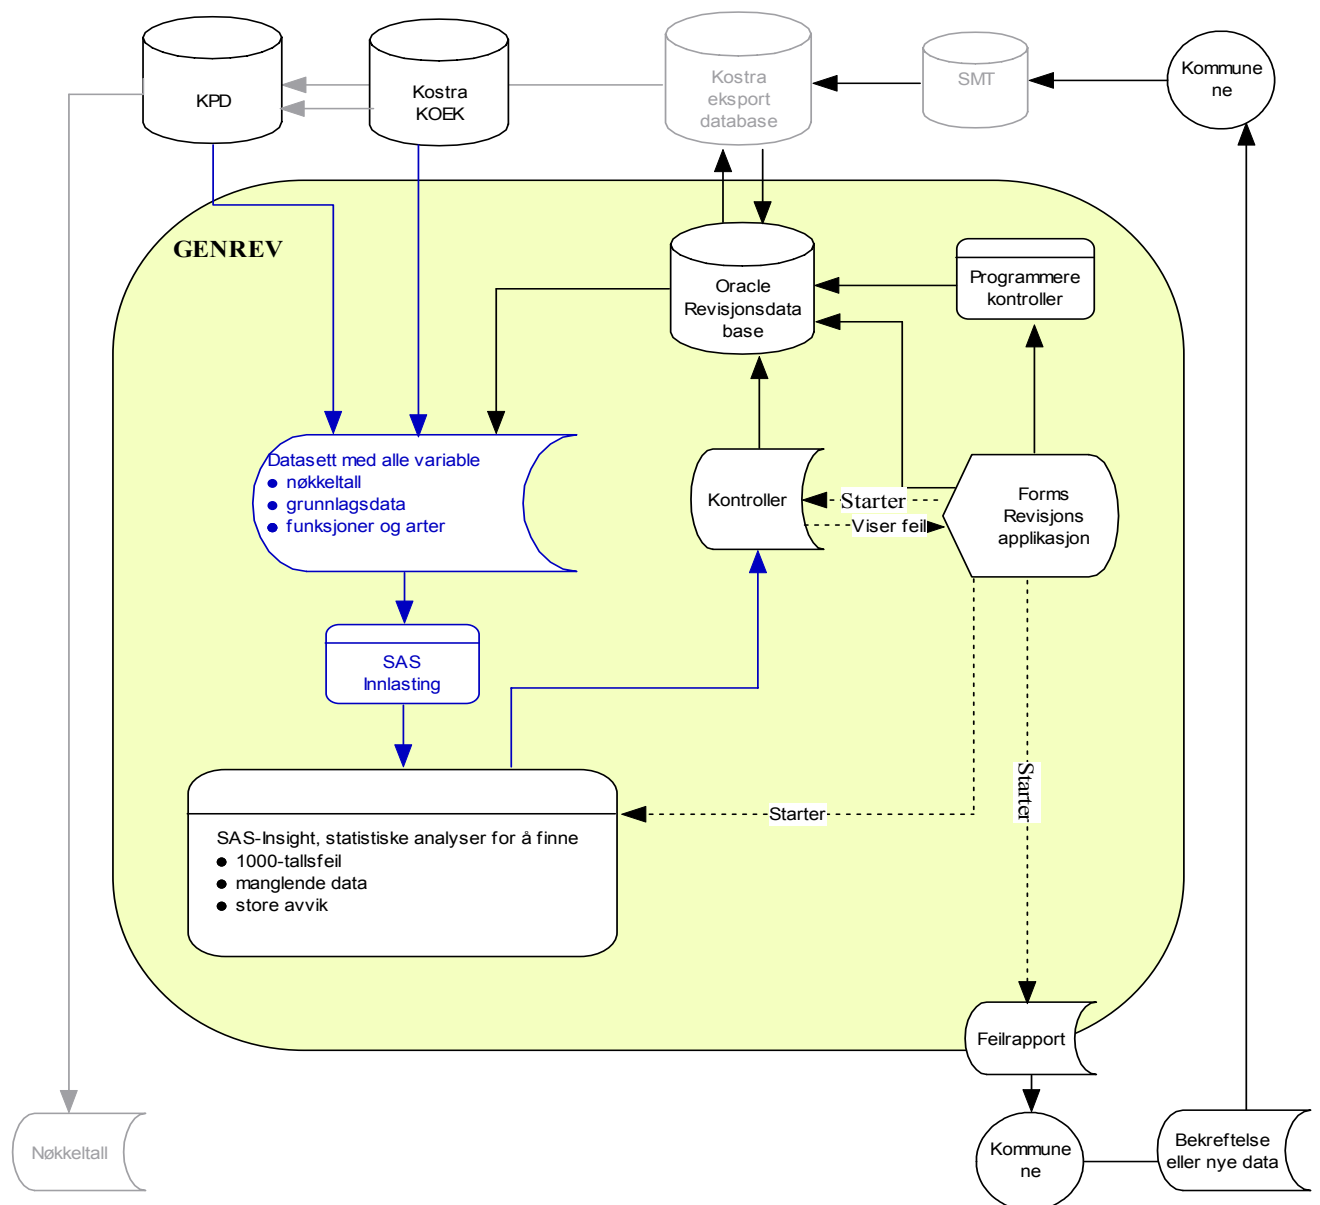 KPD
Kostra
KOEK
Kostra
eksport
database
SMT
Kommune
ne
GENREV
Oracle
Revisjonsdata
base
Programmere
kontroller
Datasett med alle variable
● nøkkeltall
● grunnlagsdata
● funksjoner og arter
Kontroller
Starter
Viser feil
Forms
Revisjons
applikasjon
SAS
Innlasting
Starter
Starter
SAS-Insight, statistiske analyser for å finne
● 1000-tallsfeil
● manglende data
● store avvik
Feilrapport
Nøkkeltall
Kommune
ne
Bekreftelse
eller nye data